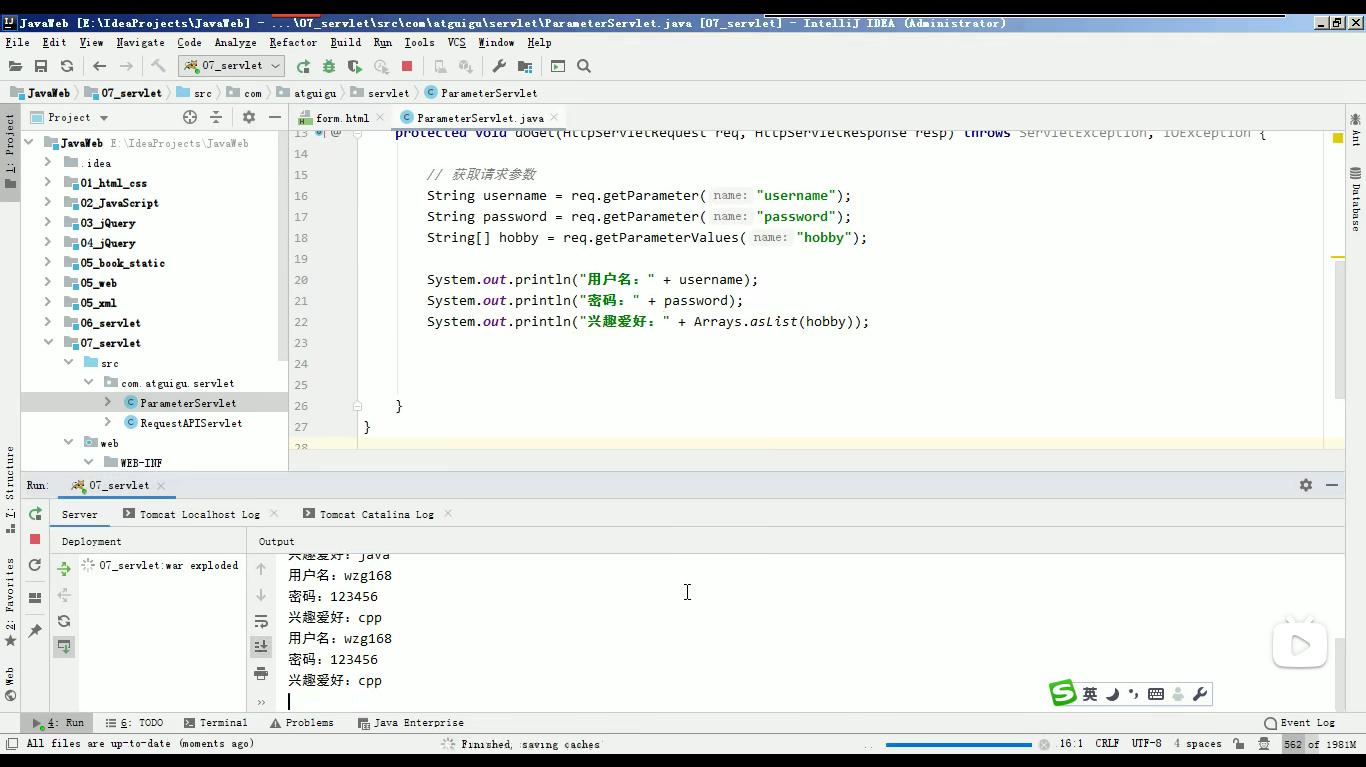 JavaWeb [E:\IdeaProjects\JavaWeb] - ...\07_servlet\src\com\atguigu\servlet\ParameterServlet.java [07_servlet] - IntelliJ IDEA (Administrator)
File Edit View Navigate Code Analyze Refactor Build Run Tools VCS Window Help
07_servlet
JavaWeb 07_servlet src com atguigu servlet ParameterServlet
Project
form.html
ParameterServlet.java
1: Project
JavaWeb E:\IdeaProjects\JavaWeb
.idea
01_html_css
02_JavaScript
03_jQuery
04_jQuery
05_book_static
05_web
05_xml
06_servlet
07_servlet
src
com.atguigu.servlet
ParameterServlet
RequestAPIServlet
web
WEB-INF
13 protected void doGet(HttpServletRequest req, HttpServletResponse resp) throws ServletException, IOException {
14
15 // 获取请求参数
16 String username = req.getParameter( name: "username");
17 String password = req.getParameter( name: "password");
18 String[] hobby = req.getParameterValues( name: "hobby");
19
20 System.out.println("用户名：" + username);
21 System.out.println("密码：" + password);
22 System.out.println("兴趣爱好：" + Arrays.asList(hobby));
23
24
25
26 }
27 }
28
Ant
Database
7: Structure
2: Favorites
Web
Run: 07_servlet
Server Tomcat Localhost Log Tomcat Catalina Log
Deployment
Output
07_servlet:war exploded
兴趣爱好：java
用户名：wzg168
密码：123456
兴趣爱好：cpp
用户名：wzg168
密码：123456
兴趣爱好：cpp
英
4: Run 6: TODO Terminal Problems Java Enterprise Event Log
All files are up-to-date (moments ago) Finished, saving caches 16:1 CRLF UTF-8 4 spaces 562 of 1981M